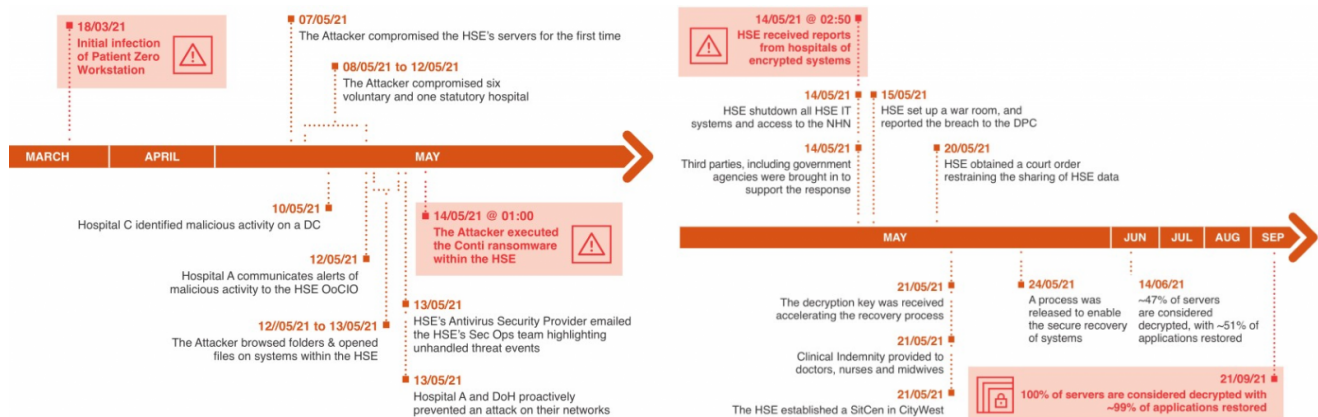 18/03/21
Initial infection
of Patient Zero
Workstation
07/05/21
The Attacker compromised the HSE's servers for the first time
08/05/21 to 12/05/21
The Attacker compromised six
voluntary and one statutory hospital
MARCH
APRIL
MAY
10/05/21
Hospital C identified malicious activity on a DC
12/05/21
Hospital A communicates alerts of
malicious activity to the HSE OoCIO
12//05/21 to 13/05/21
The Attacker browsed folders & opened
files on systems within the HSE
14/05/21 @ 01:00
The Attacker executed
the Conti ransomware
within the HSE
13/05/21
HSE's Antivirus Security Provider emailed
the HSE's Sec Ops team highlighting
unhandled threat events
13/05/21
Hospital A and DoH proactively
prevented an attack on their networks
14/05/21 @ 02:50
HSE received reports
from hospitals of
encrypted systems
14/05/21
HSE shutdown all HSE IT
systems and access to the NHN
15/05/21
HSE set up a war room, and
reported the breach to the DPC
14/05/21
Third parties, including government
agencies were brought in to
support the response
20/05/21
HSE obtained a court order
restraining the sharing of HSE data
MAY
JUN
JUL
AUG
SEP
21/05/21
The decryption key was received
accelerating the recovery process
21/05/21
Clinical Indemnity provided to
doctors, nurses and midwives
21/05/21
The HSE established a SitCen in CityWest
24/05/21
A process was
released to enable
the secure recovery
of systems
14/06/21
~47% of servers
are considered
decrypted, with ~51% of
applications restored
21/09/21
100% of servers are considered decrypted with
~99% of applications restored